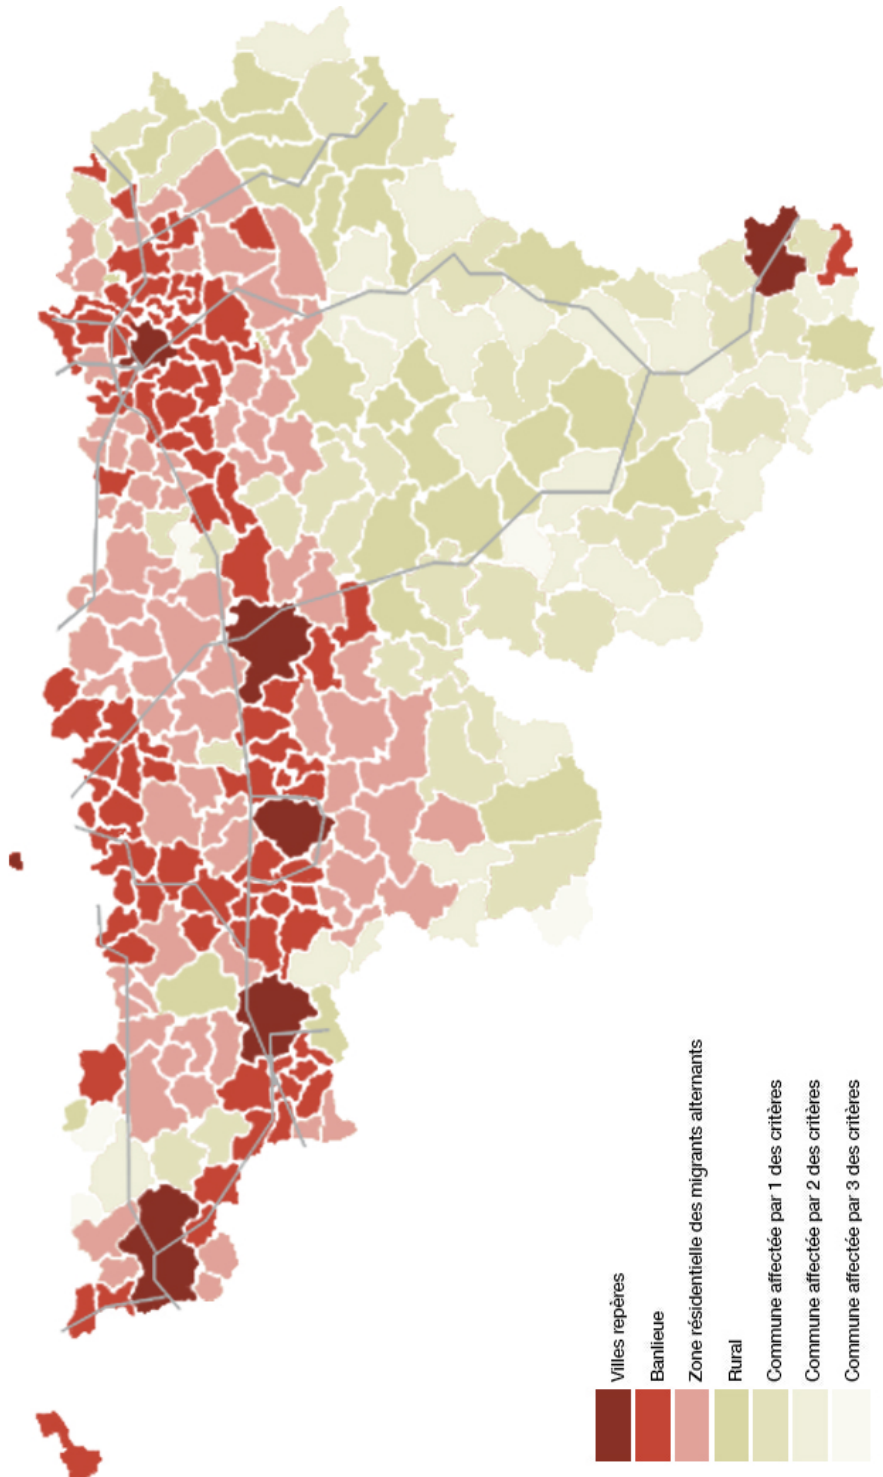 Villes repères
Banlieue
Zone résidentielle des migrants alternants
Rural
Commune affectée par 1 des critères
Commune affectée par 2 des critères
Commune affectée par 3 des critères